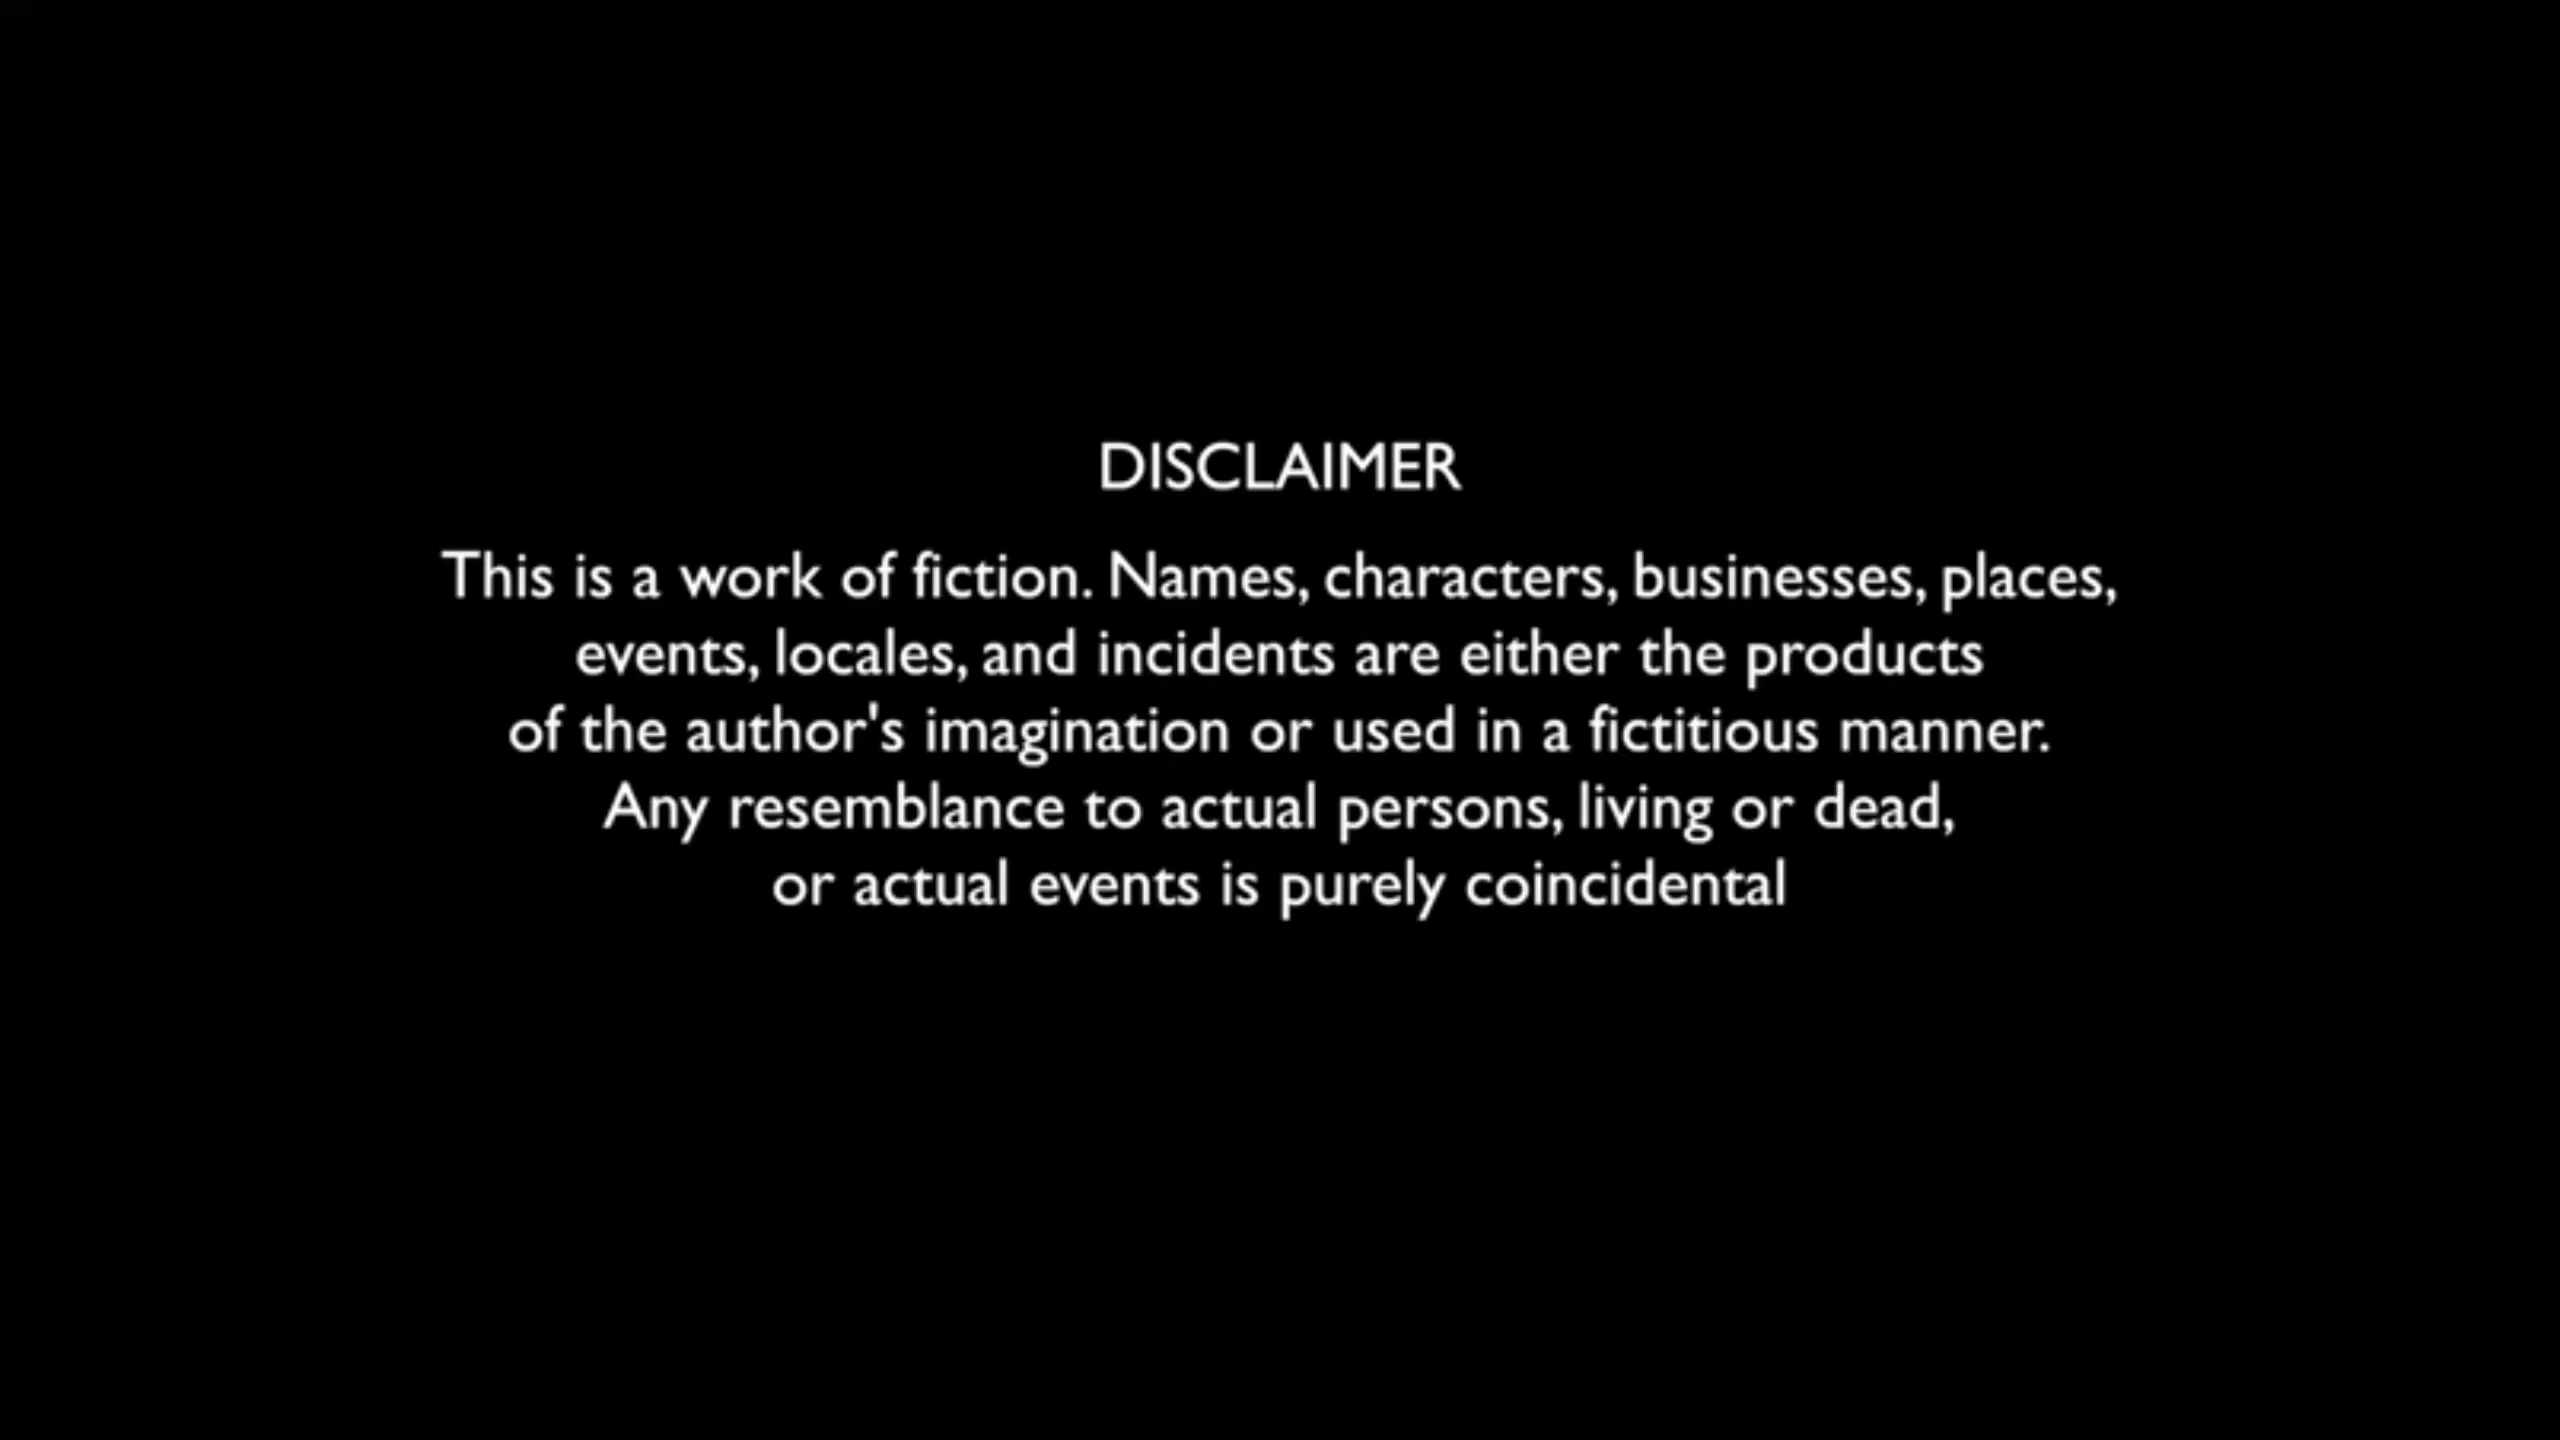 DISCLAIMER
This is a work of fiction. Names, characters, businesses, places,
events, locales, and incidents are either the products
of the author's imagination or used in a fictitious manner.
Any resemblance to actual persons, living or dead,
or actual events is purely coincidental